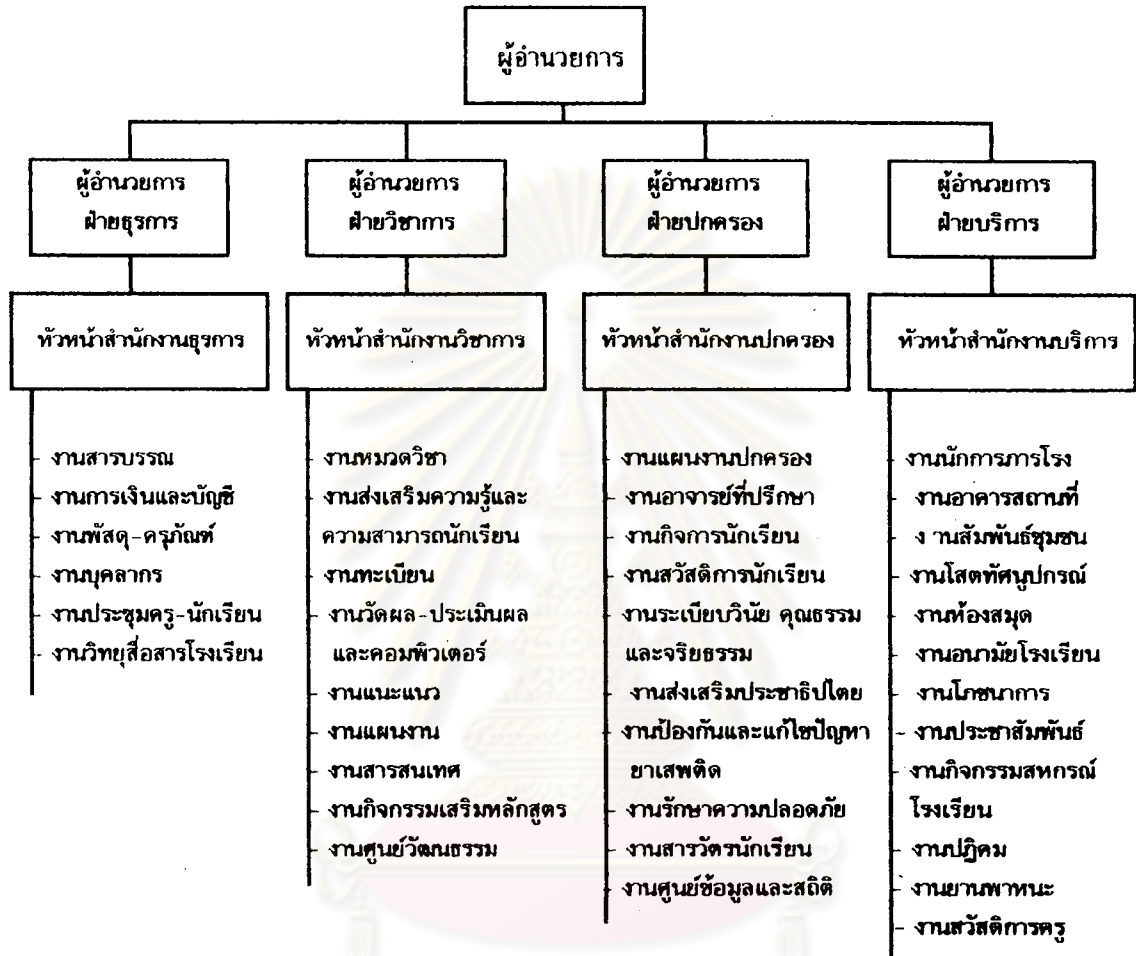 ผู้อำนวยการ
ผู้อำนวยการ
ฝ่ายธุรการ
ผู้อำนวยการ
ฝ่ายวิชาการ
ผู้อำนวยการ
ฝ่ายปกครอง
ผู้อำนวยการ
ฝ่ายบริการ
หัวหน้าสำนักงานธุรการ
หัวหน้าสำนักงานวิชาการ
หัวหน้าสำนักงานปกครอง
หัวหน้าสำนักงานบริการ
- งานสารบรรณ
- งานการเงินและบัญชี
- งานพัสดุ-ครุภัณฑ์
- งานบุคลากร
- งานประชุมครู-นักเรียน
- งานวิทยุสื่อสารโรงเรียน
- งานหมวดวิชา
- งานส่งเสริมความรู้และ
ความสามารถนักเรียน
- งานทะเบียน
- งานวัดผล-ประเมินผล
และคอมพิวเตอร์
- งานแนะแนว
- งานแผนงาน
- งานสารสนเทศ
- งานกิจกรรมเสริมหลักสูตร
- งานศูนย์วัฒนธรรม
- งานแผนงานปกครอง
- งานอาจารย์ที่ปรึกษา
- งานกิจการนักเรียน
- งานสวัสดิการนักเรียน
- งานระเบียบวินัย คุณธรรม
และจริยธรรม
- งานส่งเสริมประชาธิปไตย
- งานป้องกันและแก้ไขปัญหา
ยาเสพติด
- งานรักษาความปลอดภัย
- งานสารวัตรนักเรียน
- งานศูนย์ข้อมูลและสถิติ
- งานนักการภารโรง
- งานอาคารสถานที่
- งานสัมพันธ์ชุมชน
- งานโสตทัศนูปกรณ์
- งานห้องสมุด
- งานอนามัยโรงเรียน
- งานโภชนาการ
- งานประชาสัมพันธ์
- งานกิจกรรมสหกรณ์
โรงเรียน
- งานปฏิคม
- งานยานพาหนะ
- งานสวัสดิการครู